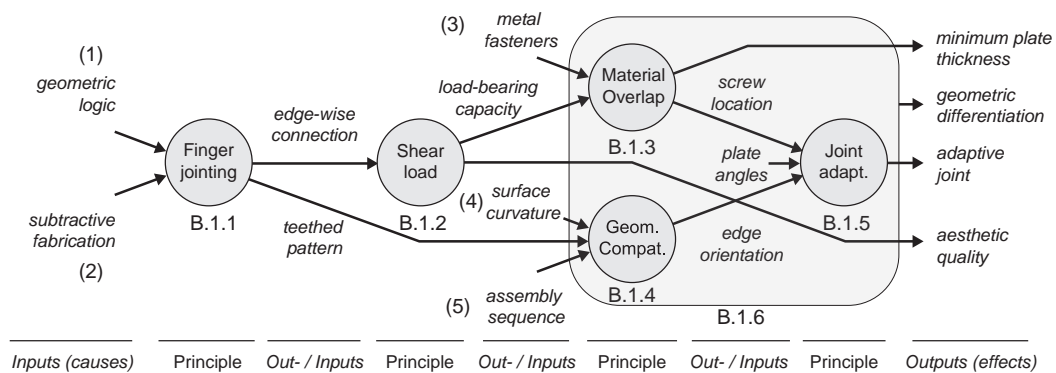 (1)
geometric
logic
subtractive
fabrication
(2)
Finger
jointing
B.1.1
edge-wise
connection
teethed
pattern
Shear
load
B.1.2
(3)
metal
fasteners
load-bearing
capacity
(4)
surface
curvature
(5)
assembly
sequence
Material
Overlap
B.1.3
Geom.
Compat.
B.1.4
screw
location
plate
angles
edge
orientation
Joint
adapt.
B.1.5
B.1.6
minimum plate
thickness
geometric
differentiation
adaptive
joint
aesthetic
quality
Inputs (causes)
Principle
Out- / Inputs
Principle
Out- / Inputs
Principle
Out- / Inputs
Principle
Outputs (effects)